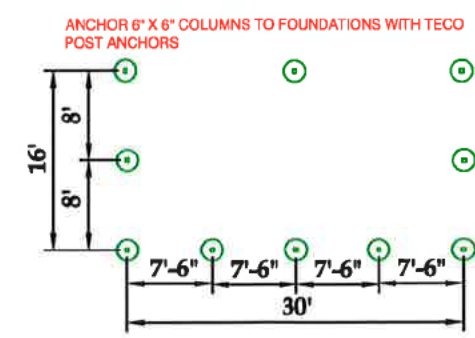 ANCHOR 6" X 6" COLUMNS TO FOUNDATIONS WITH TECO
POST ANCHORS
8'
16'
8'
7'-6" 7'-6" 7'-6" 7'-6"
30'